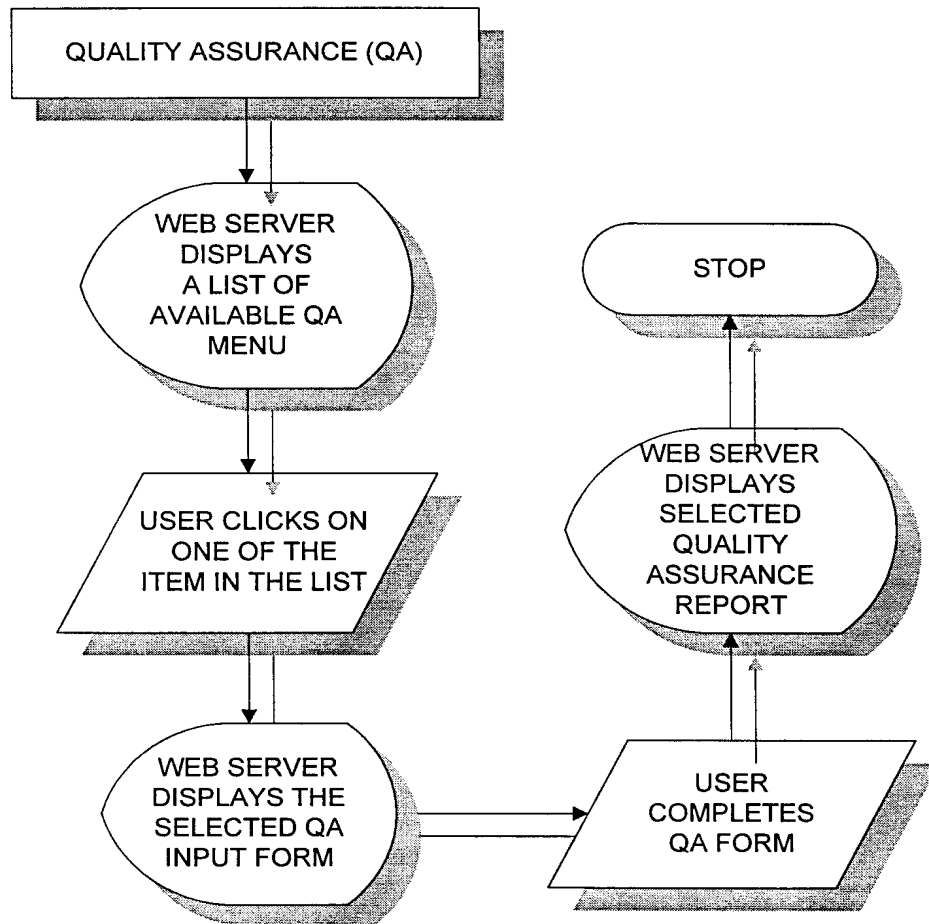 QUALITY ASSURANCE (QA)
WEB SERVER
DISPLAYS
A LIST OF
AVAILABLE QA
MENU
USER CLICKS ON
ONE OF THE
ITEM IN THE LIST
WEB SERVER
DISPLAYS THE
SELECTED QA
INPUT FORM
USER
COMPLETES
QA FORM
WEB SERVER
DISPLAYS
SELECTED
QUALITY
ASSURANCE
REPORT
STOP